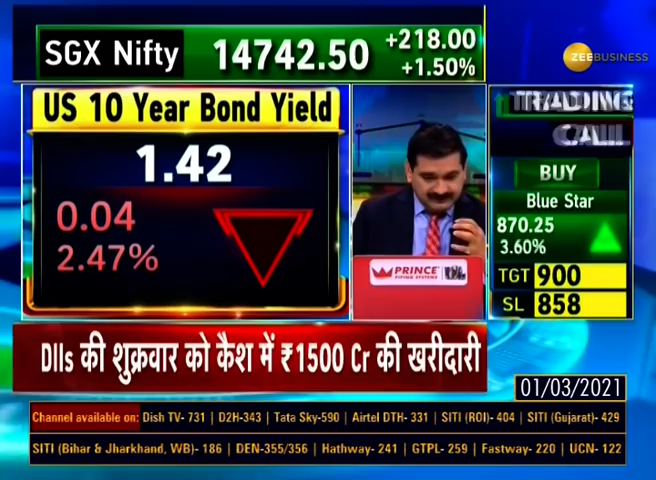 SGX Nifty 14742.50 +218.00
+1.50%
ZEE BUSINESS
US 10 Year Bond Yield
1.42
0.04
2.47%
PRINCE
PIPING SYSTEMS
TRADING
CALL
BUY
Blue Star
870.25
3.60%
TGT 900
SL 858
DIIs की शुक्रवार को कैश में ₹1500 Cr की खरीदारी
01/03/2021
Channel available on: Dish TV- 731 | D2H-343 | Tata Sky-590 | Airtel DTH- 331 | SITI (ROI)- 404 | SITI (Gujarat)- 429
SITI (Bihar & Jharkhand, WB)- 186 | DEN-355/356 | Hathway- 241 | GTPL- 259 | Fastway- 220 | UCN- 122